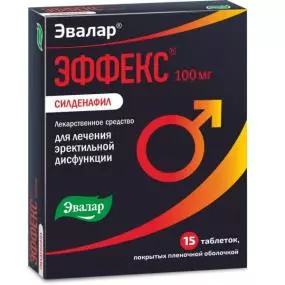 Эвалар®
ЭФФЕКС®
100 мг
СИЛДЕНАФИЛ
Лекарственное средство
для лечения
эректильной
дисфункции
Эвалар
15 таблеток,
покрытых пленочной оболочкой